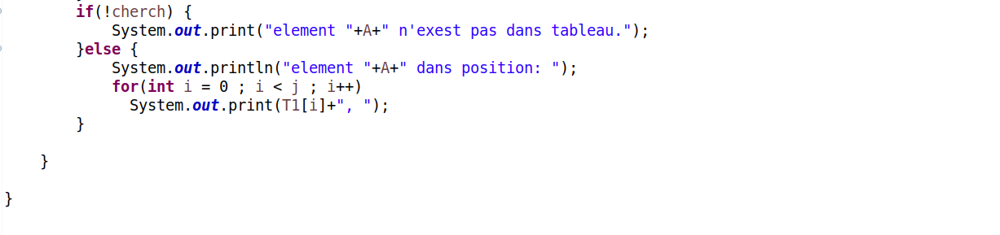 if(!cherch) {
System.out.print("element "+A+" n'exest pas dans tableau.");
}else {
System.out.println("element "+A+" dans position: ");
for(int i = 0 ; i < j ; i++)
System.out.print(T1[i]+", ");
}
}
}